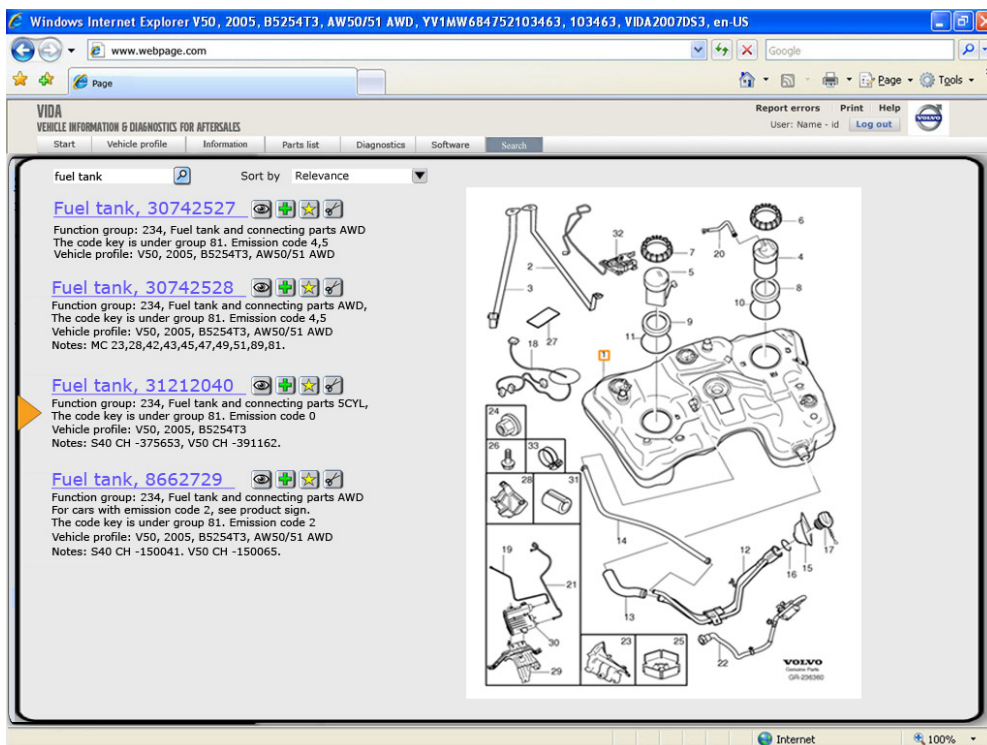 Windows Internet Explorer V50, 2005, B5254T3, AW50/51 AWD, YV1MW684752103463, 103463, VIDA2007DS3, en-US
www.webpage.com
Google
Page
Page
Tools
VIDA
VEHICLE INFORMATION & DIAGNOSTICS FOR AFTERSALES
Report errors Print Help
User: Name - id Log out
VOLVO
Start Vehicle profile Information Parts list Diagnostics Software Search
fuel tank Sort by Relevance
Fuel tank, 30742527
Function group: 234, Fuel tank and connecting parts AWD
The code key is under group 81. Emission code 4,5
Vehicle profile: V50, 2005, B5254T3, AW50/51 AWD
Fuel tank, 30742528
Function group: 234, Fuel tank and connecting parts AWD,
The code key is under group 81. Emission code 4,5
Vehicle profile: V50, 2005, B5254T3, AW50/51 AWD
Notes: MC 23,28,42,43,45,47,49,51,89,81.
Fuel tank, 31212040
Function group: 234, Fuel tank and connecting parts 5CYL,
The code key is under group 81. Emission code 0
Vehicle profile: V50, 2005, B5254T3
Notes: S40 CH -375653, V50 CH -391162.
Fuel tank, 8662729
Function group: 234, Fuel tank and connecting parts AWD
For cars with emission code 2, see product sign.
The code key is under group 81. Emission code 2
Vehicle profile: V50, 2005, B5254T3, AW50/51 AWD
Notes: S40 CH -150041. V50 CH -150065.
6
32
20
7
4
2
5
3
8
10
9
11
18 27
1
24
26 33
28 31
14
17
15
16
12
19
21
13
30
23 25
22
29
VOLVO
Genuine Parts
GR-236360
Internet
100%